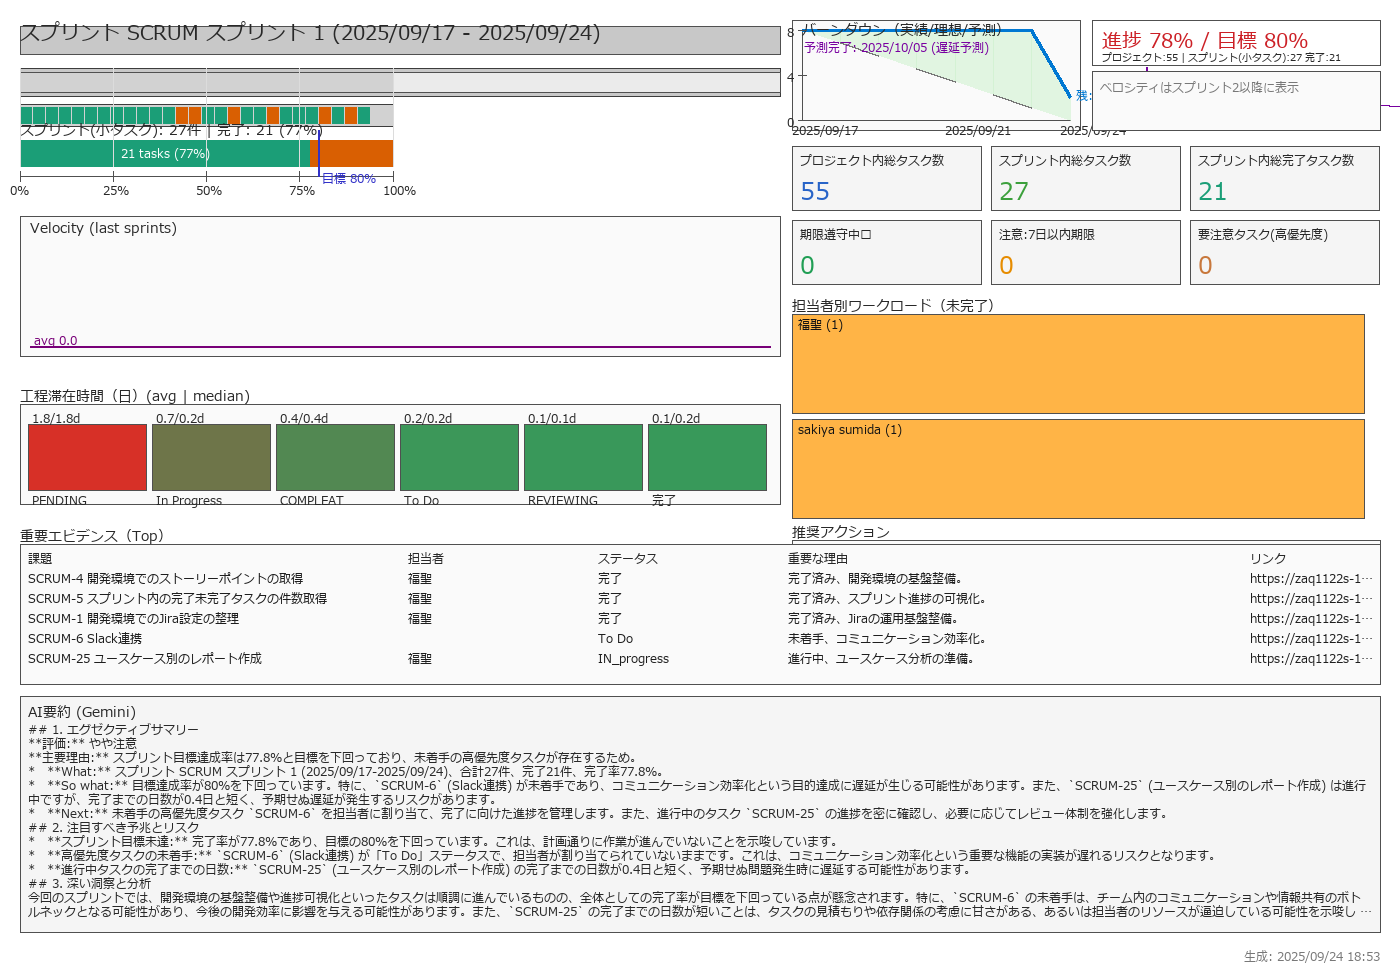 スプリント SCRUM スプリント 1 (2025/09/17 - 2025/09/24)
スプリント(小タスク): 27件 | 完了: 21 (77%)
21 tasks (77%)
目標 80%
0%
25%
50%
75%
100%
Velocity (last sprints)
avg 0.0
工程滞在時間（日）(avg | median)
1.8/1.8d
0.7/0.2d
0.4/0.4d
0.2/0.2d
0.1/0.1d
0.1/0.2d
PENDING
In Progress
COMPLEAT
To Do
REVIEWING
完了
バーンダウン（実績/理想/予測）
予測完了: 2025/10/05 (遅延予測)
8
4
0
残:
2025/09/17
2025/09/21
2025/09/24
進捗 78% / 目標 80%
プロジェクト:55 | スプリント(小タスク):27 完了:21
ベロシティはスプリント2以降に表示
プロジェクト内総タスク数
55
スプリント内総タスク数
27
スプリント内総完了タスク数
21
期限遵守中□
0
注意:7日以内期限
0
要注意タスク(高優先度)
0
担当者別ワークロード（未完了）
福聖 (1)
sakiya sumida (1)
推奨アクション
重要エビデンス（Top）
課題 担当者 ステータス 重要な理由 リンク
SCRUM-4 開発環境でのストーリーポイントの取得 福聖 完了 完了済み、開発環境の基盤整備。 https://zaq1122s-1…
SCRUM-5 スプリント内の完了未完了タスクの件数取得 福聖 完了 完了済み、スプリント進捗の可視化。 https://zaq1122s-1…
SCRUM-1 開発環境でのJira設定の整理 福聖 完了 完了済み、Jiraの運用基盤整備。 https://zaq1122s-1…
SCRUM-6 Slack連携 To Do 未着手、コミュニケーション効率化。 https://zaq1122s-1…
SCRUM-25 ユースケース別のレポート作成 福聖 IN_progress 進行中、ユースケース分析の準備。 https://zaq1122s-1…
AI要約 (Gemini)
## 1. エグゼクティブサマリー
**評価:** やや注意
**主要理由:** スプリント目標達成率は77.8%と目標を下回っており、未着手の高優先度タスクが存在するため。
*   **What:** スプリント SCRUM スプリント 1 (2025/09/17-2025/09/24)、合計27件、完了21件、完了率77.8%。
*   **So what:** 目標達成率が80%を下回っています。特に、`SCRUM-6` (Slack連携) が未着手であり、コミュニケーション効率化という目的達成に遅延が生じる可能性があります。また、`SCRUM-25` (ユースケース別のレポート作成) は進行
中ですが、完了までの日数が0.4日と短く、予期せぬ遅延が発生するリスクがあります。
*   **Next:** 未着手の高優先度タスク `SCRUM-6` を担当者に割り当て、完了に向けた進捗を管理します。また、進行中のタスク `SCRUM-25` の進捗を密に確認し、必要に応じてレビュー体制を強化します。
## 2. 注目すべき予兆とリスク
*   **スプリント目標未達:** 完了率が77.8%であり、目標の80%を下回っています。これは、計画通りに作業が進んでいないことを示唆しています。
*   **高優先度タスクの未着手:** `SCRUM-6` (Slack連携) が「To Do」ステータスで、担当者が割り当てられていないままです。これは、コミュニケーション効率化という重要な機能の実装が遅れるリスクとなります。
*   **進行中タスクの完了までの日数:** `SCRUM-25` (ユースケース別のレポート作成) の完了までの日数が0.4日と短く、予期せぬ問題発生時に遅延する可能性があります。
## 3. 深い洞察と分析
今回のスプリントでは、開発環境の基盤整備や進捗可視化といったタスクは順調に進んでいるものの、全体としての完了率が目標を下回っている点が懸念されます。特に、`SCRUM-6` の未着手は、チーム内のコミュニケーションや情報共有のボト
ルネックとなる可能性があり、今後の開発効率に影響を与える可能性があります。また、`SCRUM-25` の完了までの日数が短いことは、タスクの見積もりや依存関係の考慮に甘さがある、あるいは担当者のリソースが逼迫している可能性を示唆し …
生成: 2025/09/24 18:53